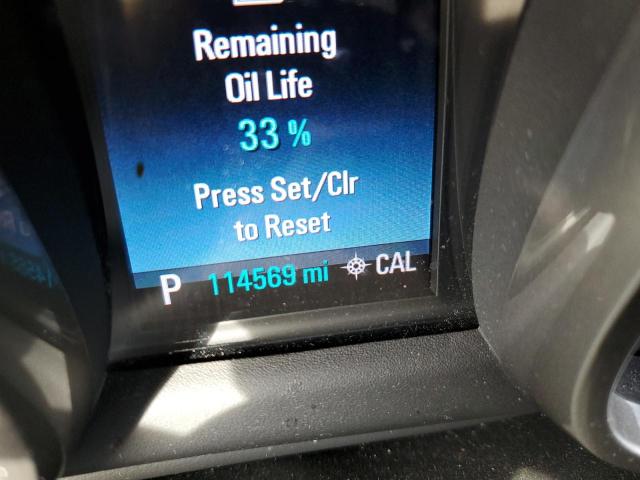 Remaining
Oil Life
33 %
Press Set/Clr
to Reset
P 114569 mi CAL